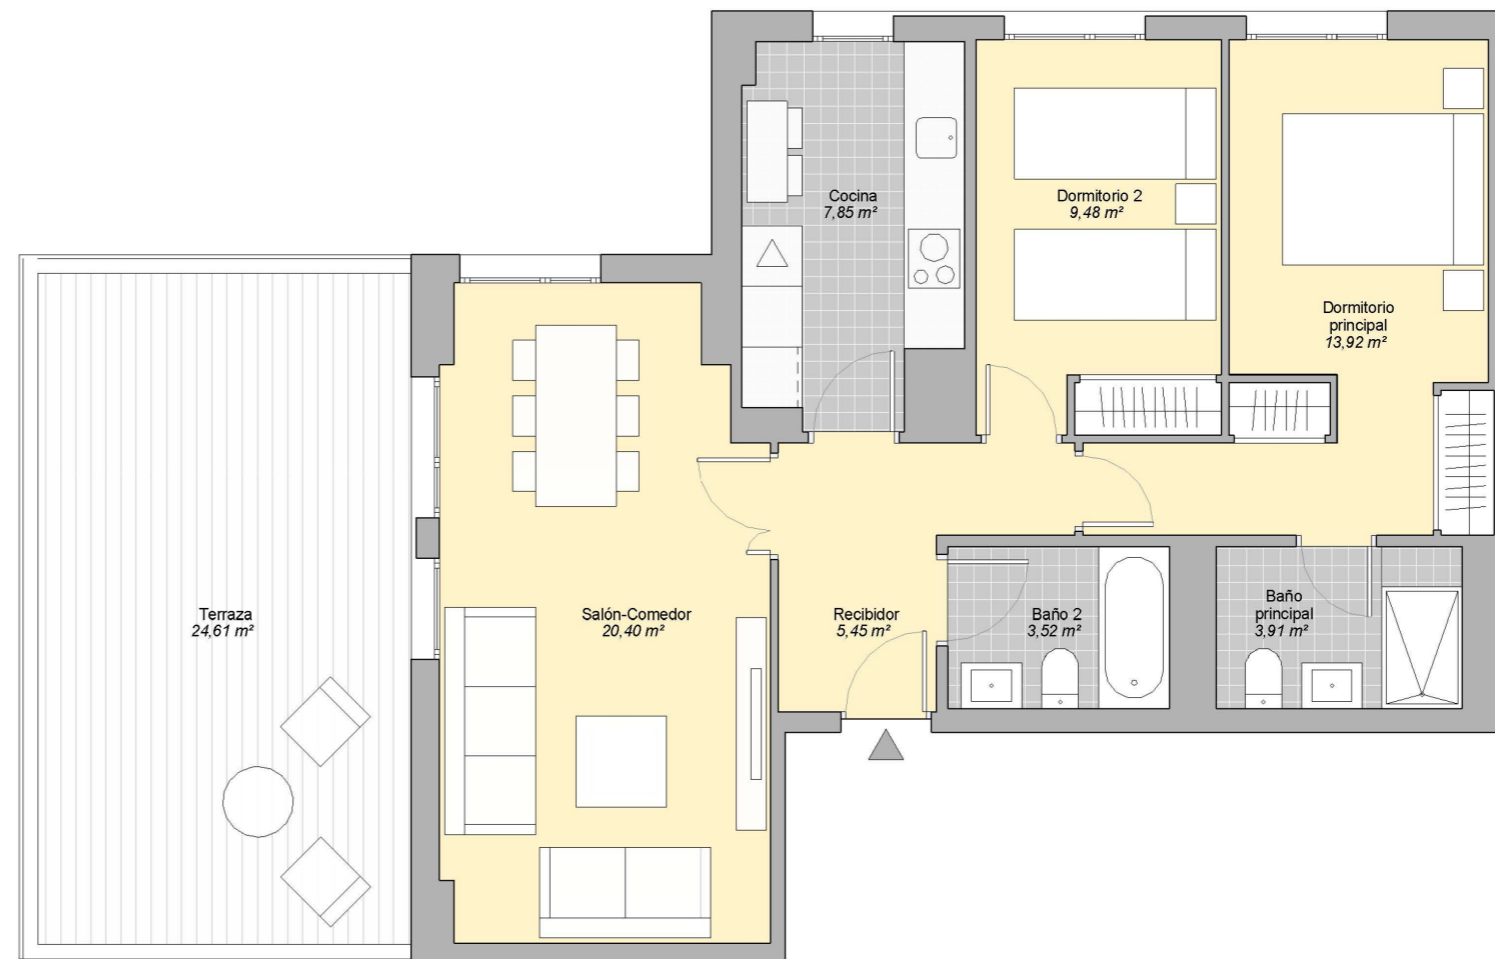 Cocina
7,85 m²
Dormitorio 2
9,48 m²
Dormitorio
principal
13,92 m²
Terraza
24,61 m²
Salón-Comedor
20,40 m²
Recibidor
5,45 m²
Baño 2
3,52 m²
Baño
principal
3,91 m²